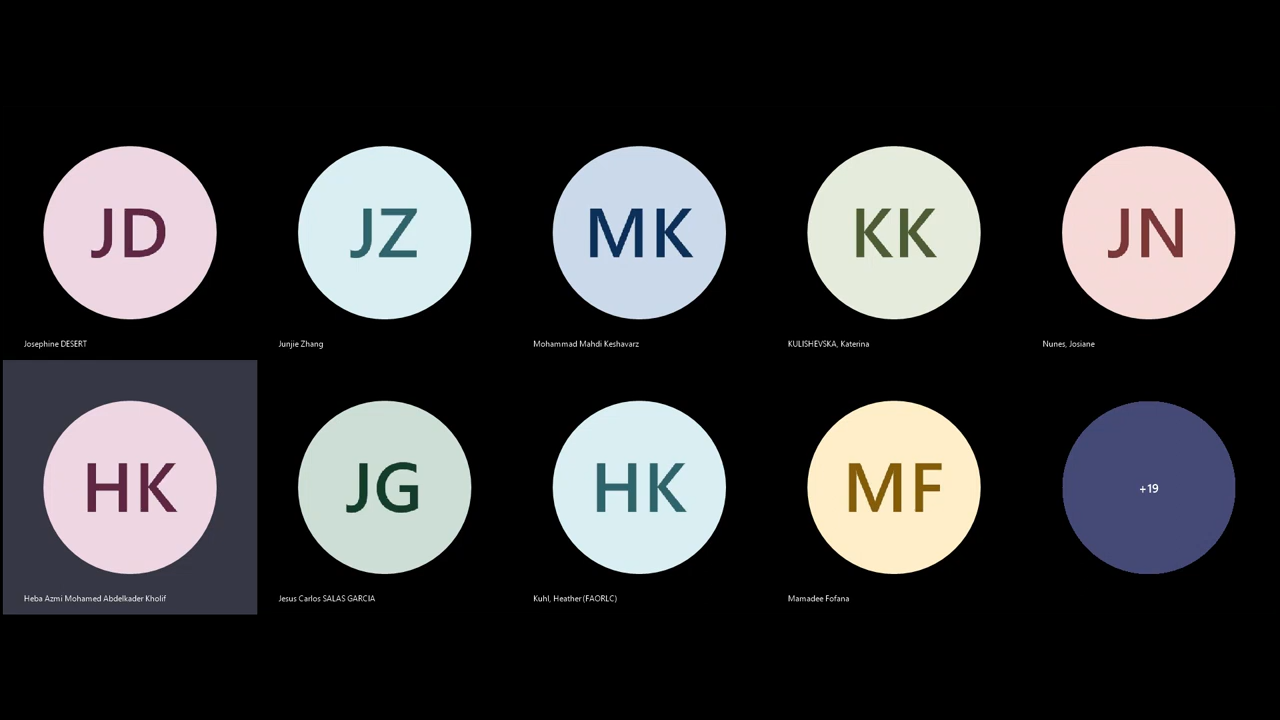 JD
JZ
MK
KK
JN
Josephine DESERT
Junjie Zhang
Mohammad Mahdi Keshavarz
KULISHEVSKA, Katerina
Nunes, Josiane
HK
JG
HK
MF
+19
Heba Azmi Mohamed Abdelkader Kholif
Jesus Carlos SALAS GARCIA
Kuhl, Heather (FAORLC)
Mamadee Fofana